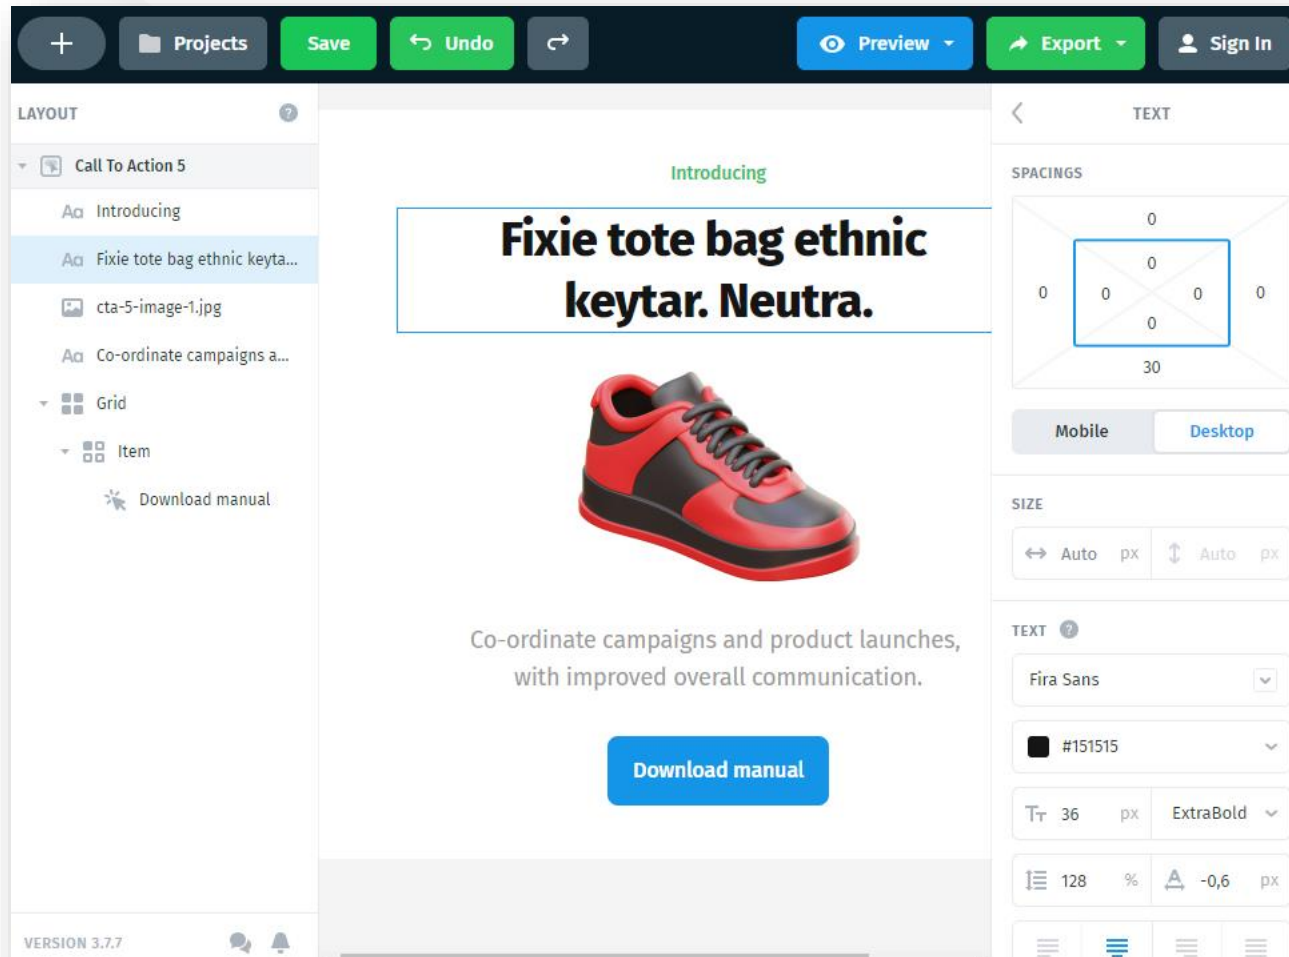 Projects
Save
Undo
Preview
Export
Sign In
LAYOUT
?
Call To Action 5
Aa Introducing
Aa Fixie tote bag ethnic keyta...
cta-5-image-1.jpg
Aa Co-ordinate campaigns a...
Grid
Item
Download manual
VERSION 3.7.7
Introducing
Fixie tote bag ethnic
keytar. Neutra.
Co-ordinate campaigns and product launches,
with improved overall communication.
Download manual
TEXT
SPACINGS
0
0
0 0 0 0
0
30
Mobile Desktop
SIZE
Auto px Auto px
TEXT ?
Fira Sans
#151515
TT 36 px ExtraBold
128 % A -0,6 px